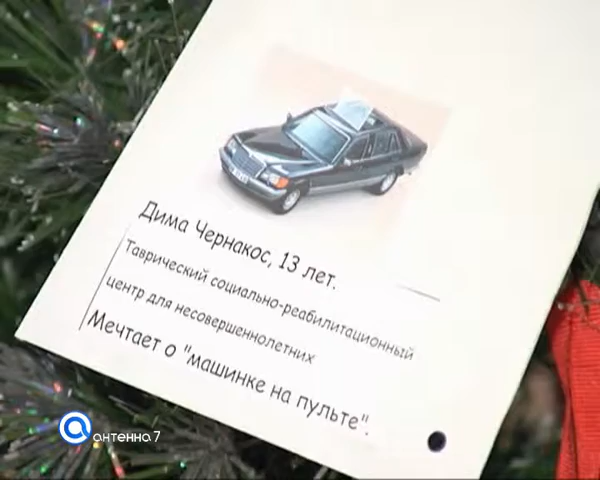 Дима Чернакос, 13 лет.
Таврический социально-реабилитационный
центр для несовершеннолетних
Мечтает о "машинке на пульте".
антенна 7